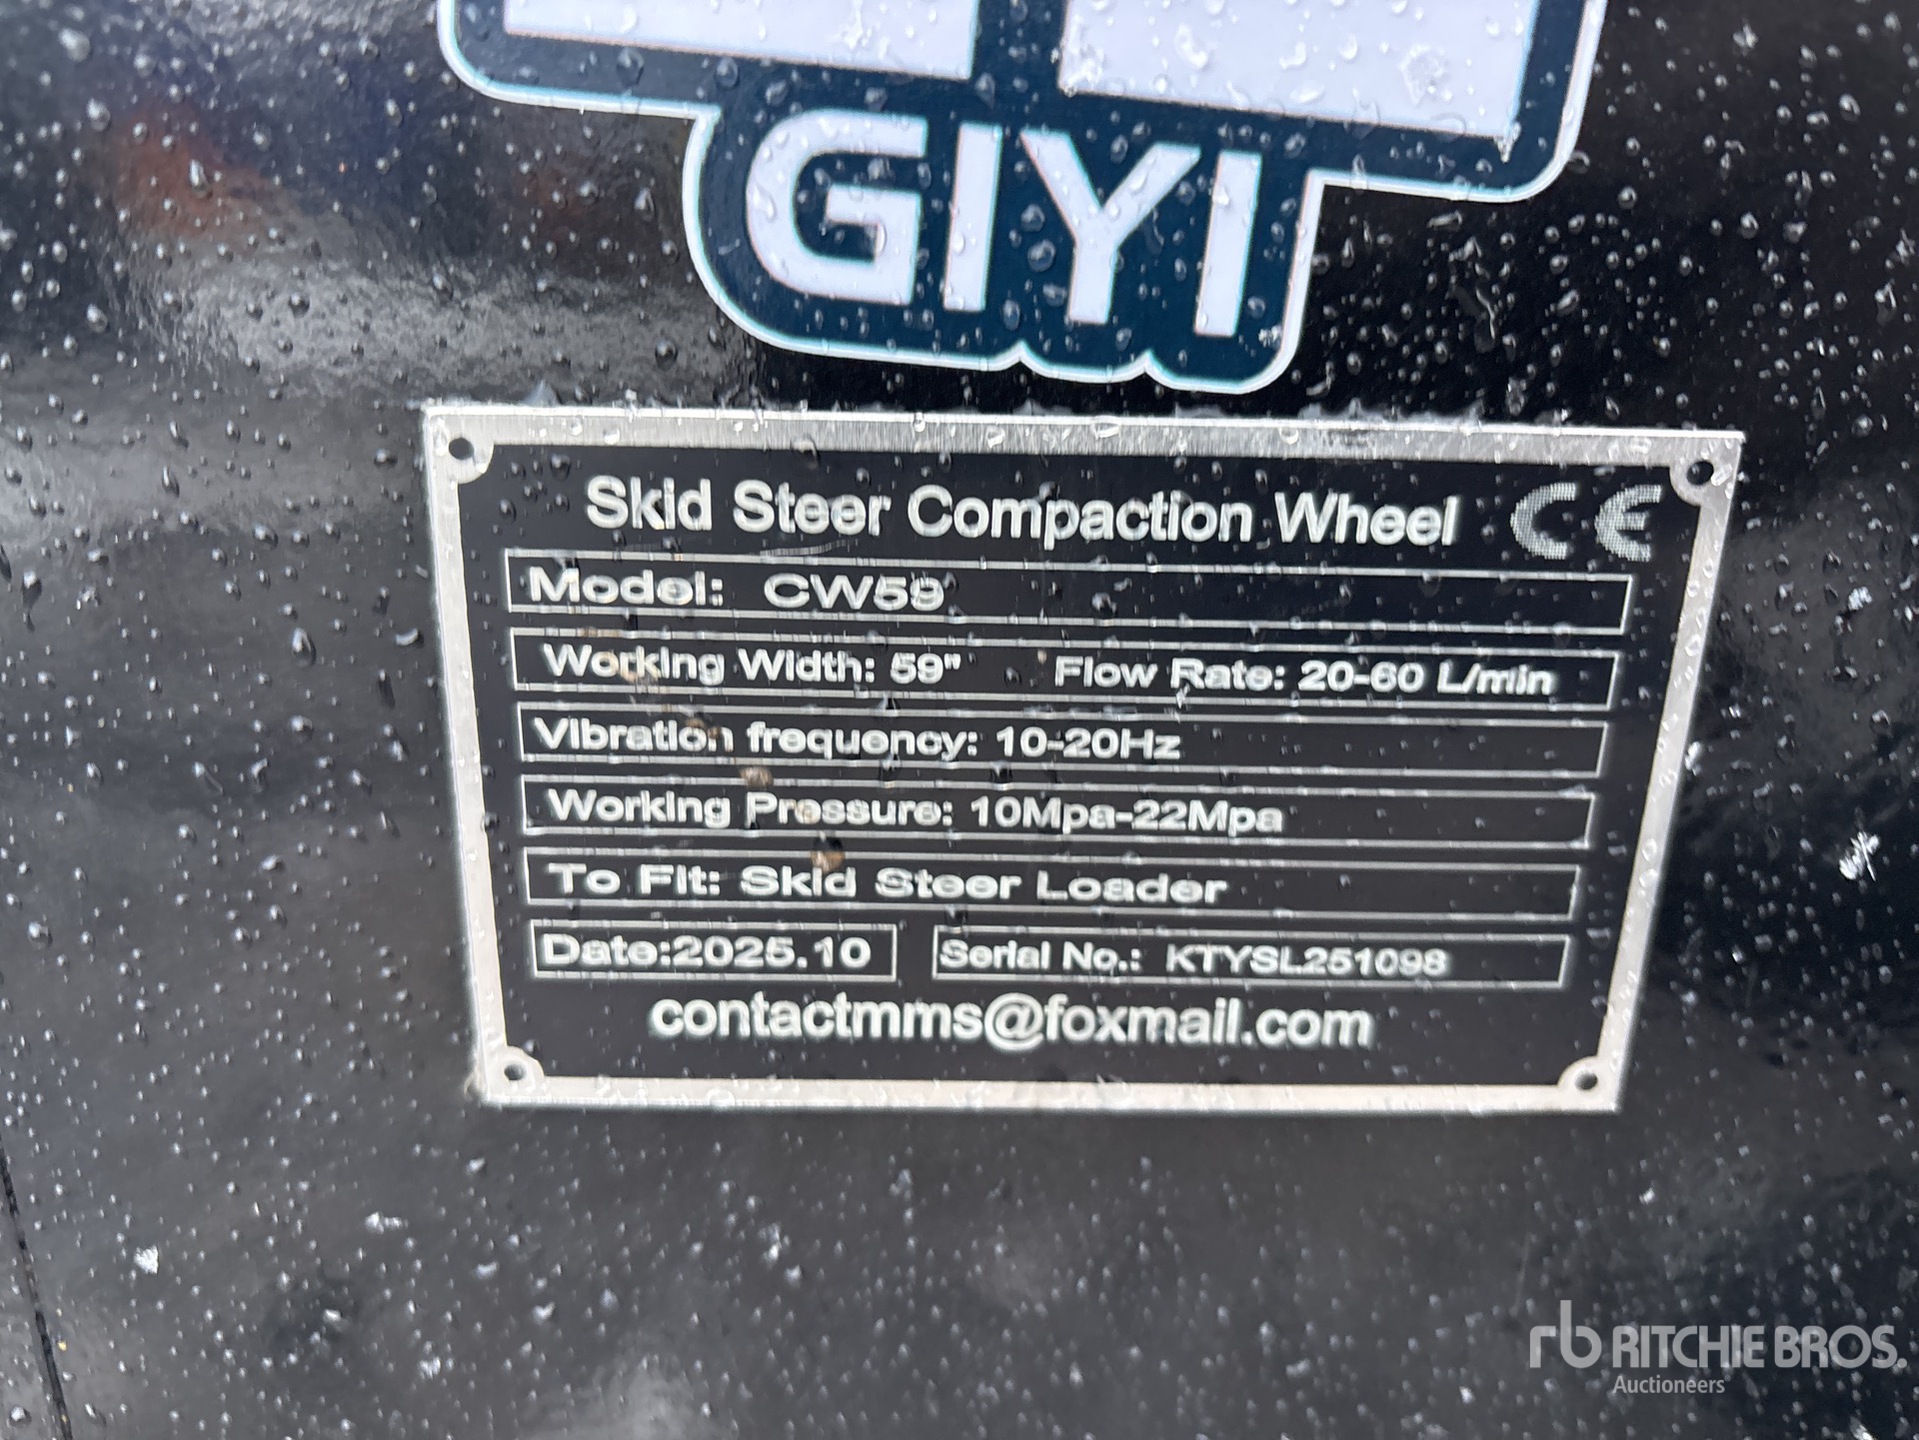 GIYI
Skid Steer Compaction Wheel CE
Model: CW59
Working Width: 59" Flow Rate: 20-60 L/min
Vibration frequency: 10-20Hz
Working Pressure: 10Mpa-22Mpa
To Fit: Skid Steer Loader
Date:2025.10 Serial No.: KTYSL251098
contactmms@foxmail.com
rb RITCHIE BROS.
Auctioneers